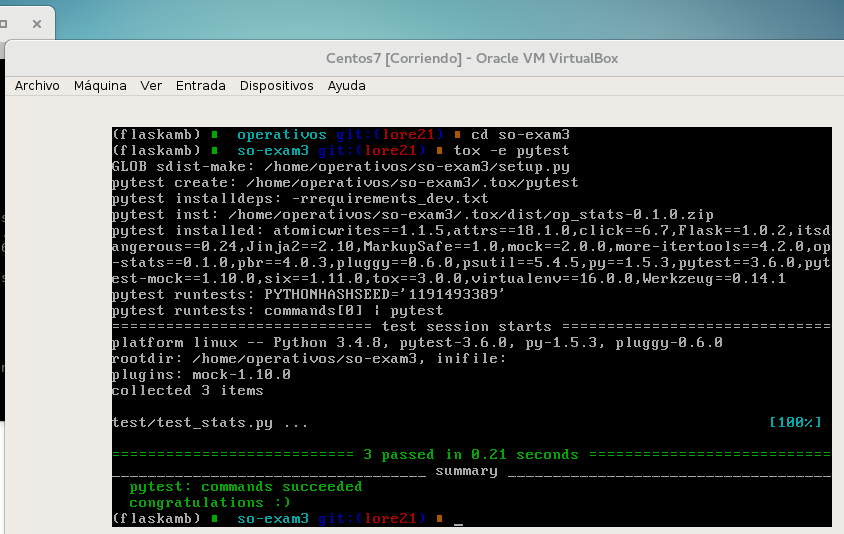 Centos7 [Corriendo] - Oracle VM VirtualBox
Archivo Máquina Ver Entrada Dispositivos Ayuda
(flaskamb) operativos git:(lore21) cd so-exam3
(flaskamb) so-exam3 git:(lore21) tox -e pytest
GLOB sdist-make: /home/operativos/so-exam3/setup.py
pytest create: /home/operativos/so-exam3/.tox/pytest
pytest installdeps: -rrequirements_dev.txt
pytest inst: /home/operativos/so-exam3/.tox/dist/op_stats-0.1.0.zip
pytest installed: atomicwrites==1.1.5,attrs==18.1.0,click==6.7,Flask==1.0.2,itsd
angerous==0.24,Jinja2==2.10,MarkupSafe==1.0,mock==2.0.0,more-itertools==4.2.0,op
-stats==0.1.0,pbr==4.0.3,pluggy==0.6.0,psutil==5.4.5,py==1.5.3,pytest==3.6.0,pyt
est-mock==1.10.0,six==1.11.0,tox==3.0.0,virtualenv==16.0.0,Werkzeug==0.14.1
pytest runtests: PYTHONHASHSEED='1191493389'
pytest runtests: commands[0] | pytest
============================= test session starts ==============================
platform linux -- Python 3.4.8, pytest-3.6.0, py-1.5.3, pluggy-0.6.0
rootdir: /home/operativos/so-exam3, inifile:
plugins: mock-1.10.0
collected 3 items
test/test_stats.py ... [100%]
=========================== 3 passed in 0.21 seconds ===========================
___________________________________ summary ____________________________________
pytest: commands succeeded
congratulations :)
(flaskamb) so-exam3 git:(lore21) _